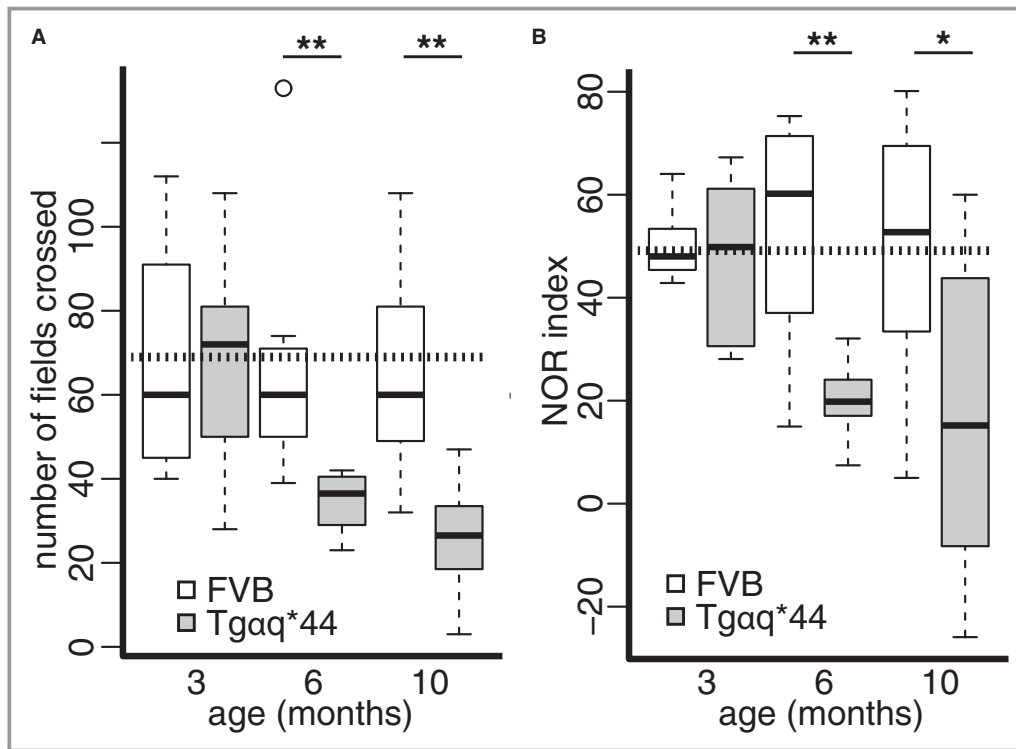 A
** **
number of fields crossed
100
80
60
40
20
0
FVB
Tgαq*44
3 6 10
age (months)
B
** *
NOR index
80
60
40
20
0
−20
FVB
Tgαq*44
3 6 10
age (months)